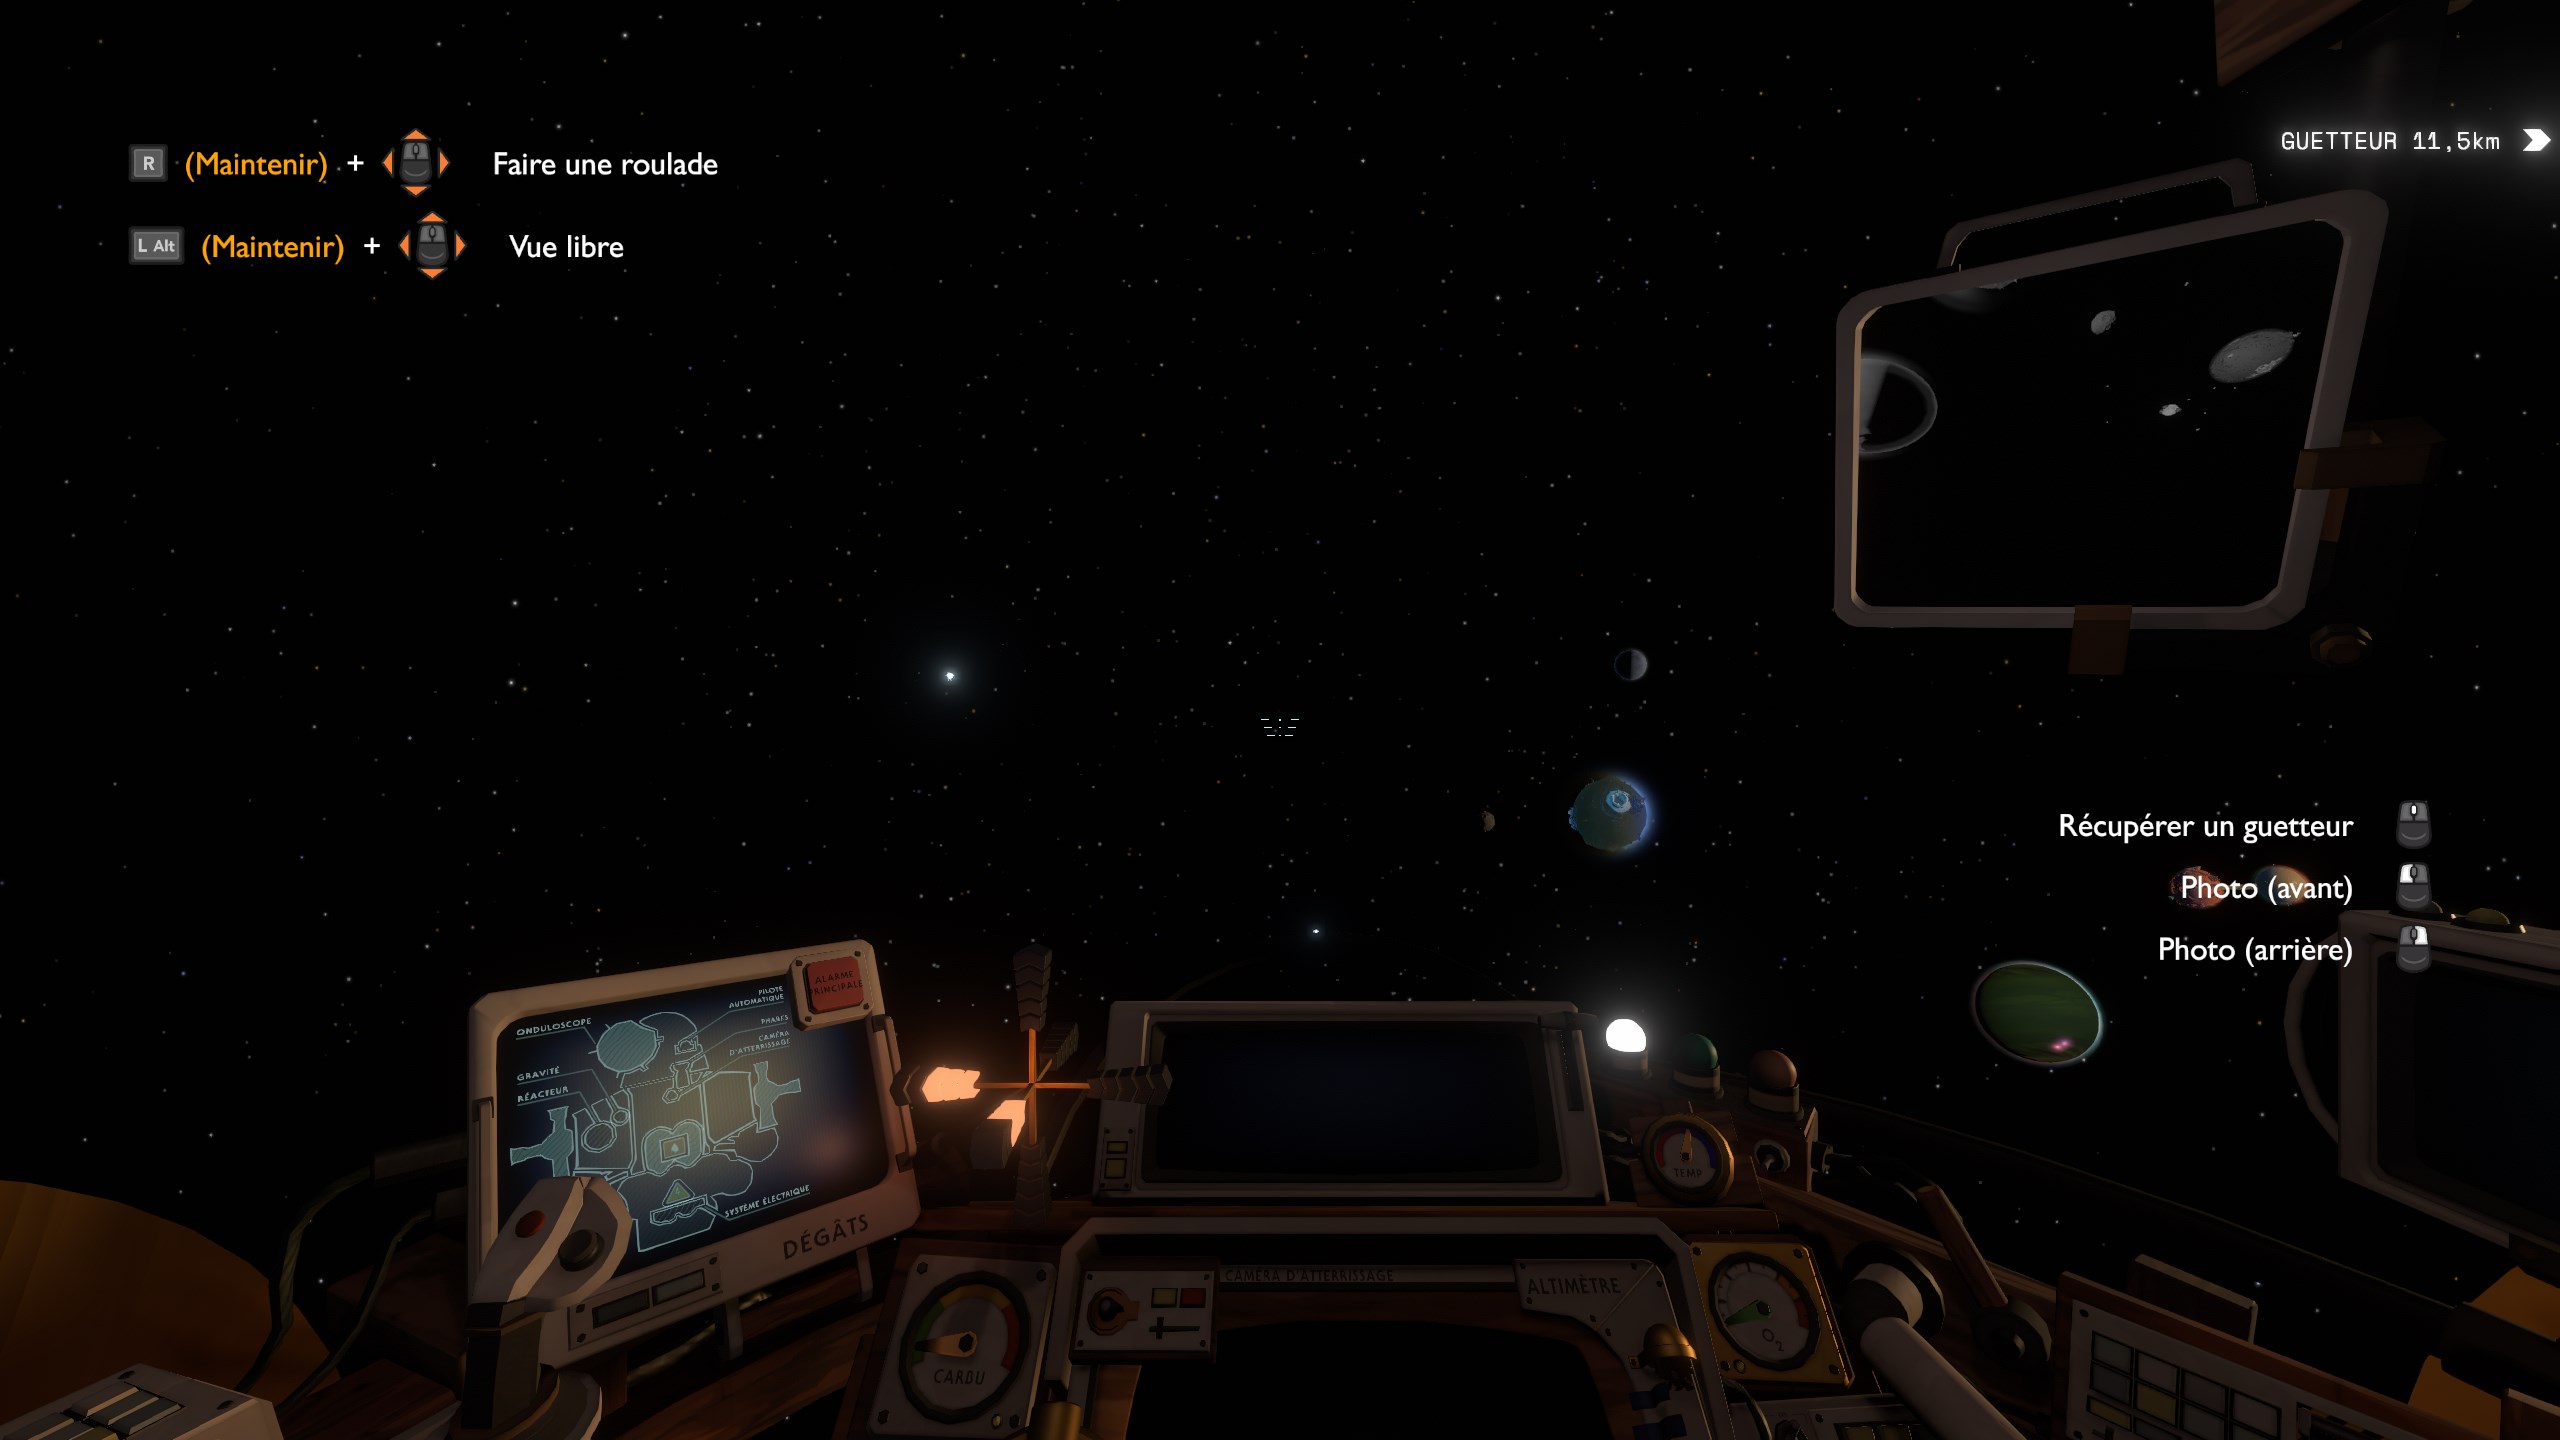 R (Maintenir) + Faire une roulade
L Alt (Maintenir) + Vue libre
GUETTEUR 11,5km
Récupérer un guetteur
Photo (avant)
Photo (arrière)
ALARME
PRINCIPALE
PILOTE
AUTOMATIQUE
ONDULOSCOPE
PHARES
CAMÉRA
D'ATTERRISSAGE
GRAVITÉ
RÉACTEUR
SYSTÈME ÉLECTRIQUE
DÉGÂTS
TEMP
CAMÉRA D'ATTERRISSAGE
ALTIMÈTRE
CARBU
O2